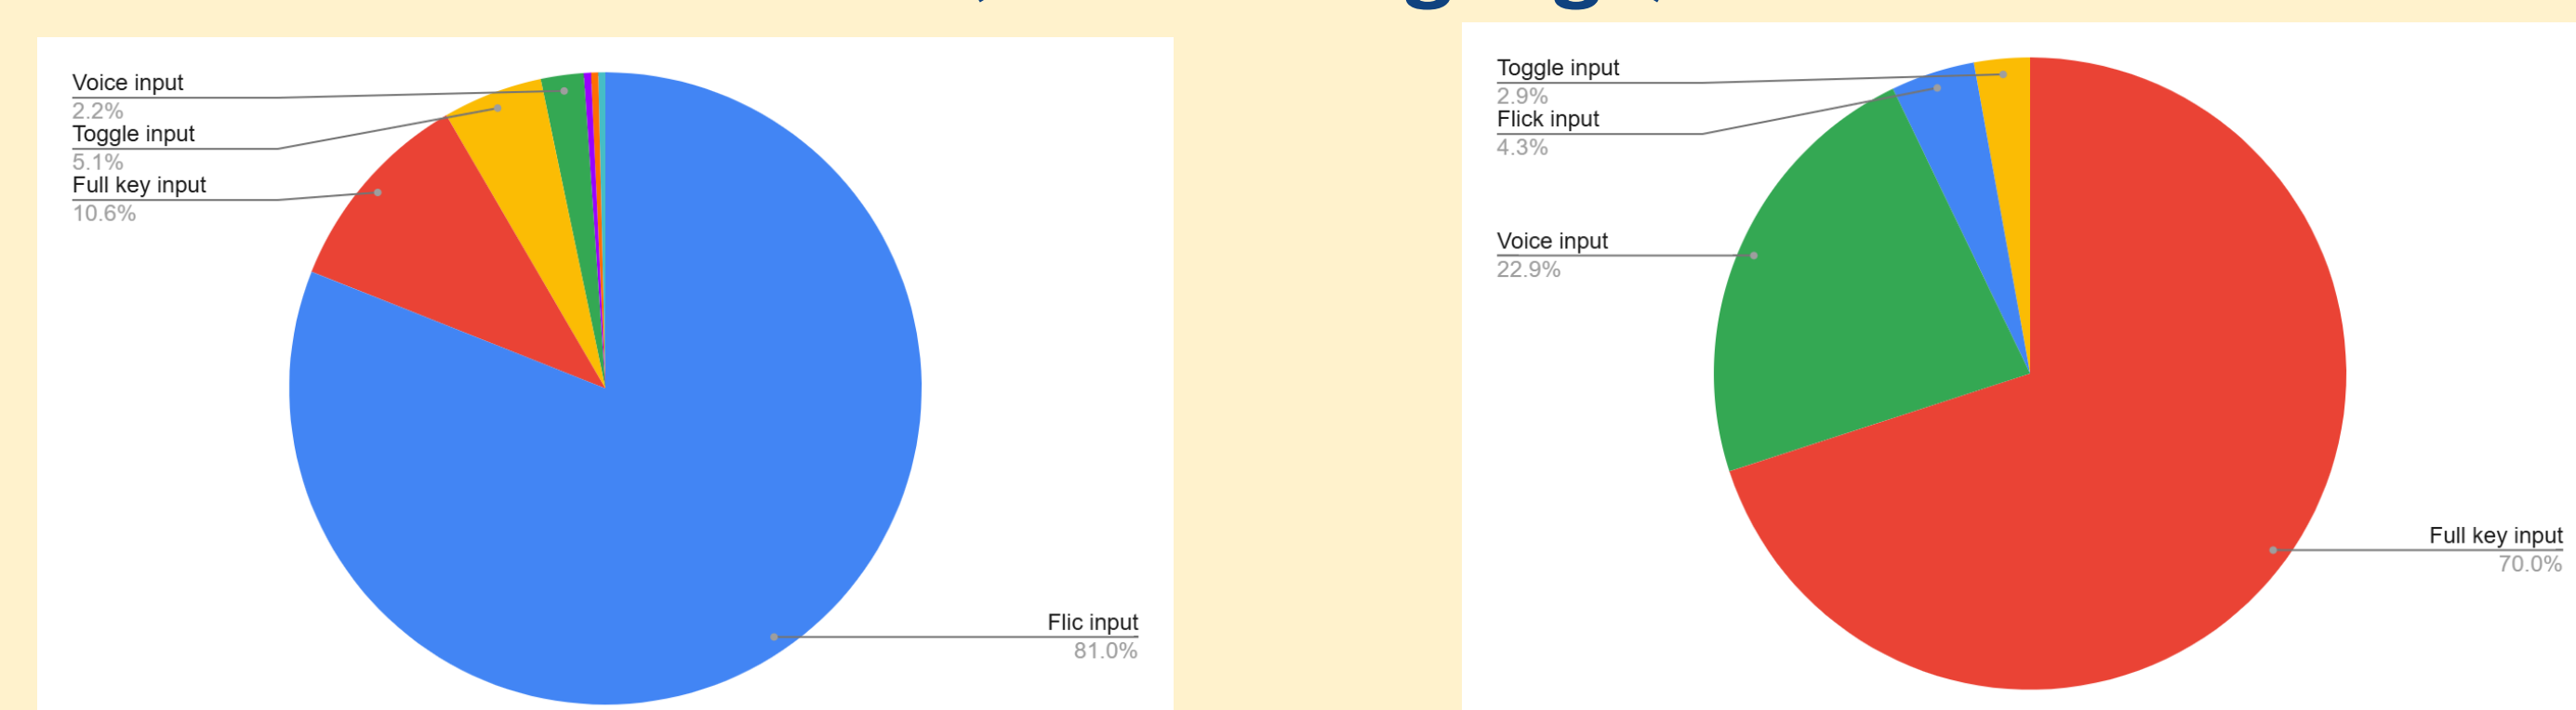 Voice input
2.2%
Toggle input
5.1%
Full key input
10.6%
Flic input
81.0%
Toggle input
2.9%
Flick input
4.3%
Voice input
22.9%
Full key input
70.0%